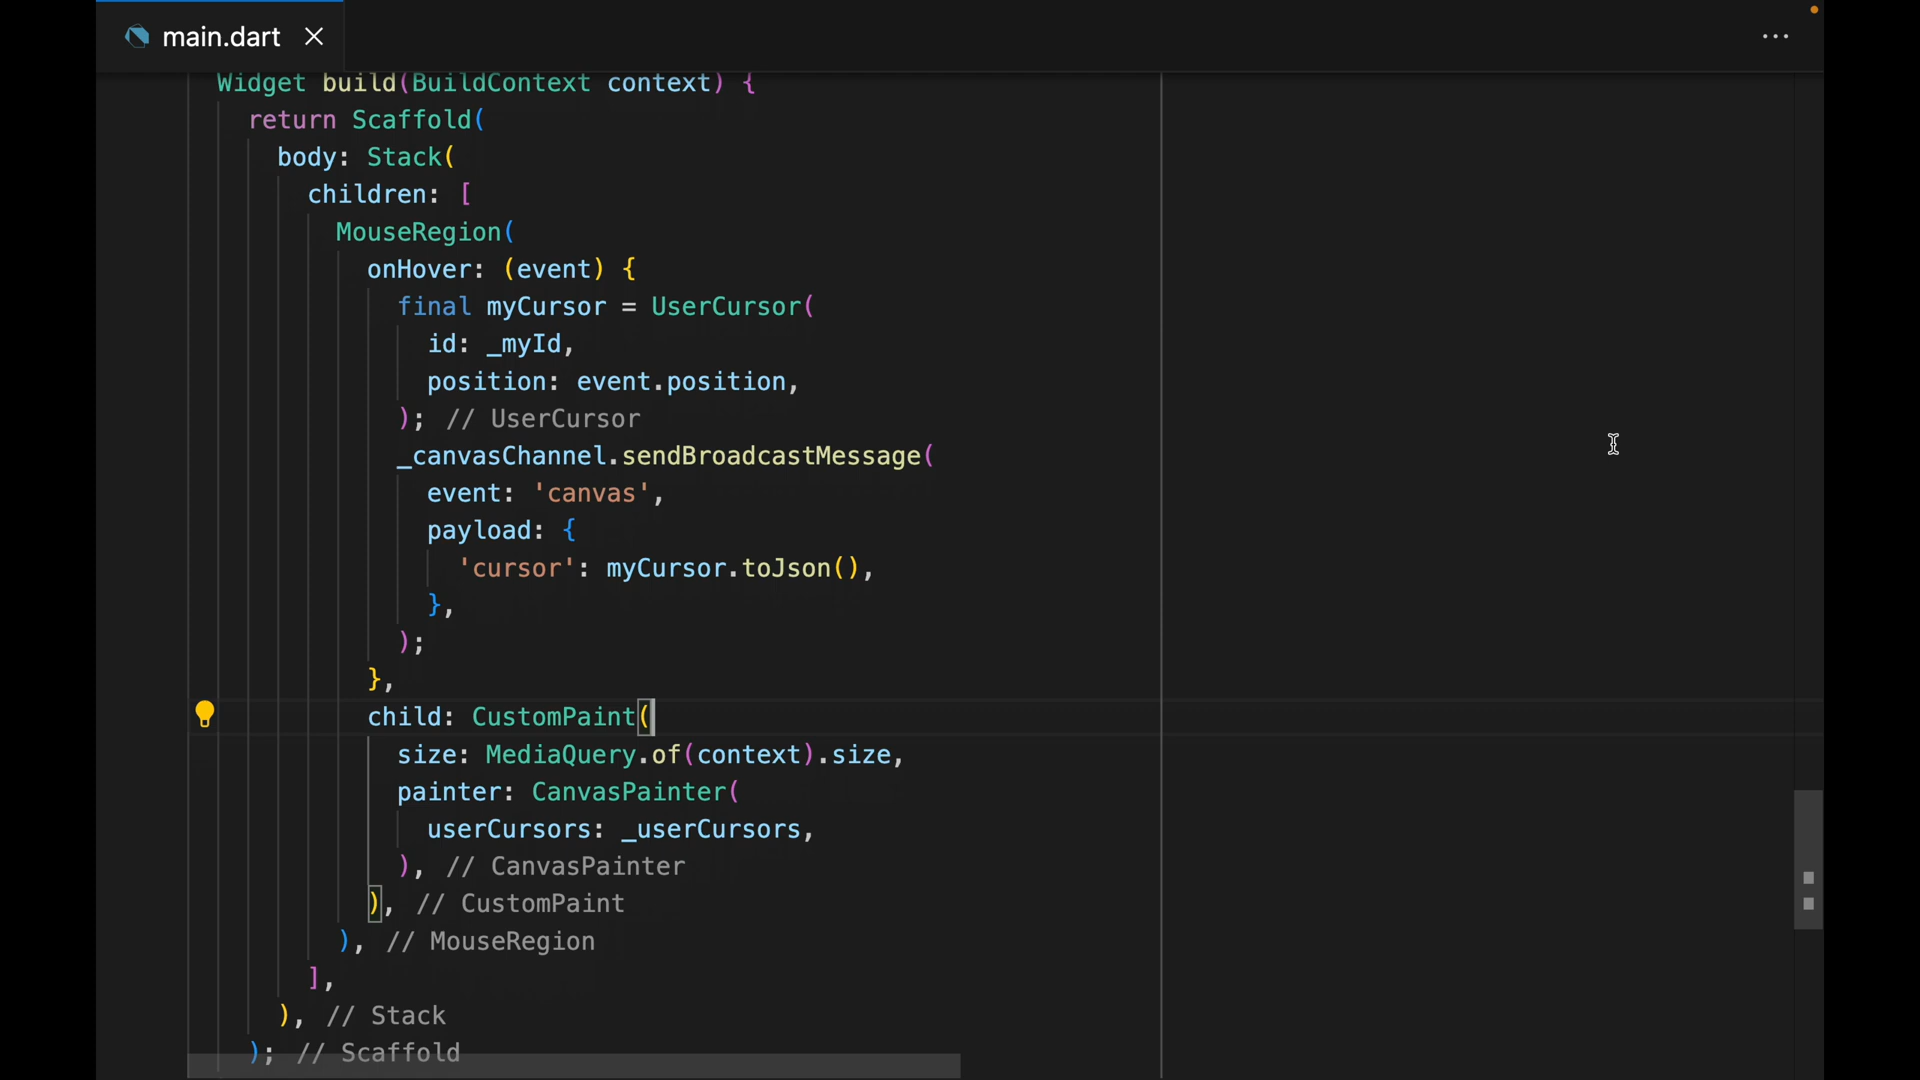 main.dart
Widget build(BuildContext context) {
return Scaffold(
body: Stack(
children: [
MouseRegion(
onHover: (event) {
final myCursor = UserCursor(
id: _myId,
position: event.position,
); // UserCursor
_canvasChannel.sendBroadcastMessage(
event: 'canvas',
payload: {
'cursor': myCursor.toJson(),
},
);
},
child: CustomPaint(
size: MediaQuery.of(context).size,
painter: CanvasPainter(
userCursors: _userCursors,
), // CanvasPainter
), // CustomPaint
), // MouseRegion
],
), // Stack
); // Scaffold